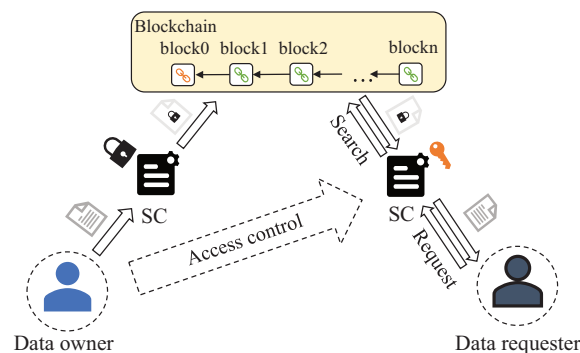 Blockchain
block0 block1 block2 ... blockn
Search
SC SC
Access control
Request
Data owner Data requester